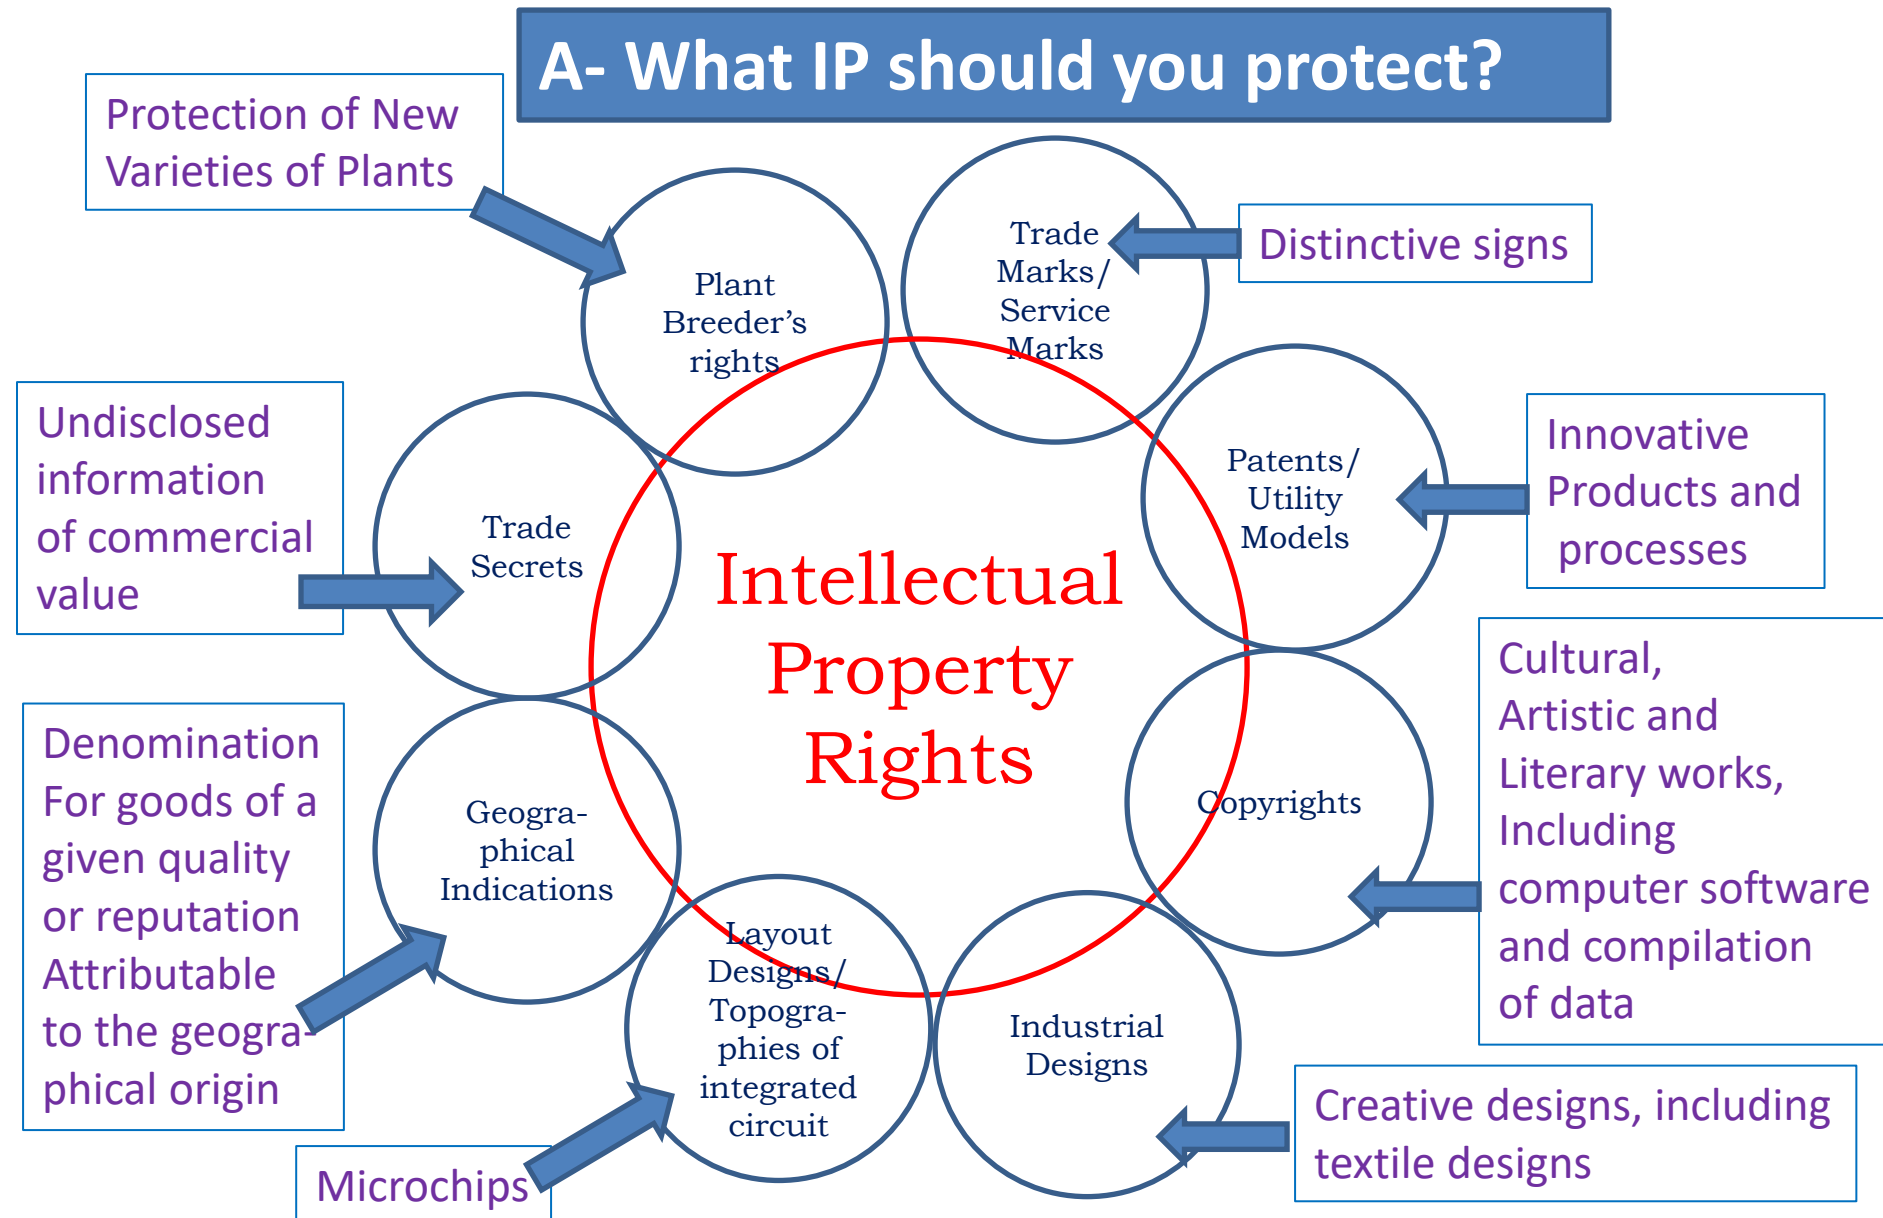 A- What IP should you protect?
Protection of New
Varieties of Plants
Plant
Breeder’s
rights
Trade
Marks/
Service
Marks
Distinctive signs
Undisclosed
information
of commercial
value
Trade
Secrets
Patents/
Utility
Models
Innovative
Products and
processes
Intellectual
Property
Rights
Denomination
For goods of a
given quality
or reputation
Attributable
to the geogra-
phical origin
Geogra-
phical
Indications
Copyrights
Cultural,
Artistic and
Literary works,
Including
computer software
and compilation
of data
Layout
Designs/
Topogra-
phies of
integrated
circuit
Microchips
Industrial
Designs
Creative designs, including
textile designs